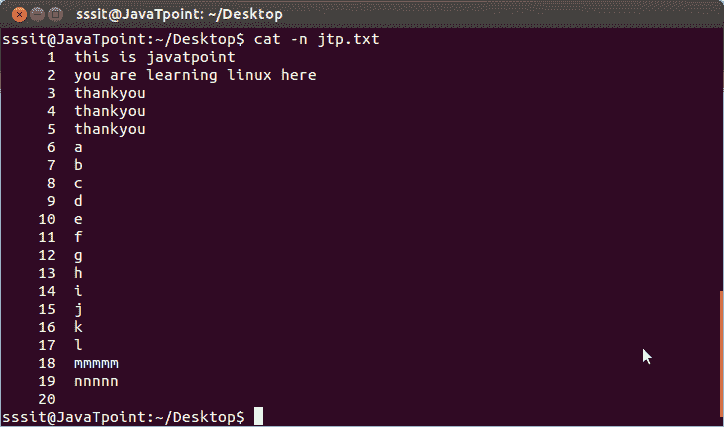 sssit@JavaTpoint: ~/Desktop
sssit@JavaTpoint:~/Desktop$ cat -n jtp.txt
1 this is javatpoint
2 you are learning linux here
3 thankyou
4 thankyou
5 thankyou
6 a
7 b
8 c
9 d
10 e
11 f
12 g
13 h
14 i
15 j
16 k
17 l
18 mmmmm
19 nnnnn
20
sssit@JavaTpoint:~/Desktop$